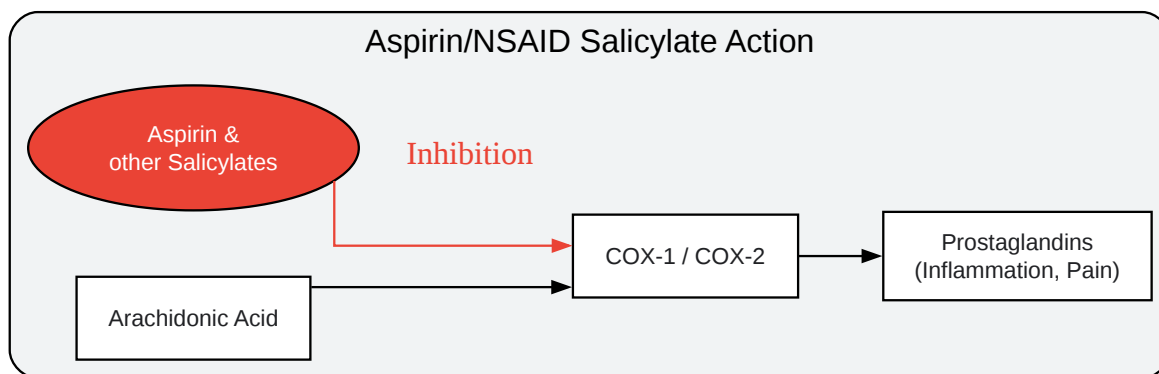 Aspirin/NSAID Salicylate Action
Aspirin &
other Salicylates
Inhibition
COX-1 / COX-2
Prostaglandins
(Inflammation, Pain)
Arachidonic Acid